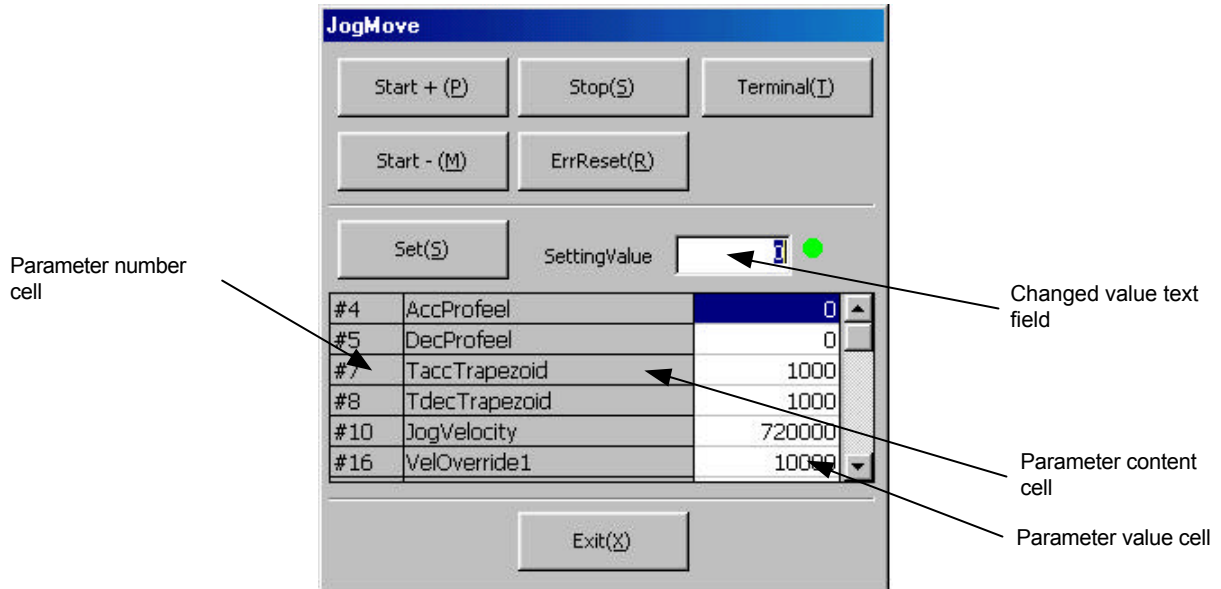 JogMove
Start + (P) Stop(S) Terminal(T)
Start - (M) ErrReset(R)
Set(S) SettingValue 0
Parameter number
cell
Changed value text
field
#4 AccProfeel 0
#5 DecProfeel 0
#7 TaccTrapezoid 1000
#8 TdecTrapezoid 1000
#10 JogVelocity 720000
#16 VelOverride1 10000
Parameter content
cell
Parameter value cell
Exit(X)